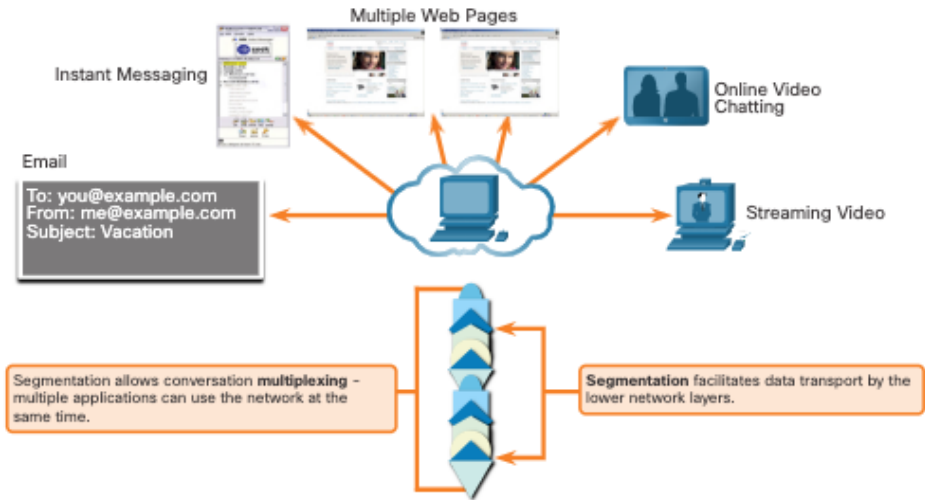 Multiple Web Pages
Instant Messaging
Online Video
Chatting
Email
To: you@example.com
From: me@example.com
Subject: Vacation
Streaming Video
Segmentation allows conversation multiplexing –
multiple applications can use the network at the
same time.
Segmentation facilitates data transport by the
lower network layers.